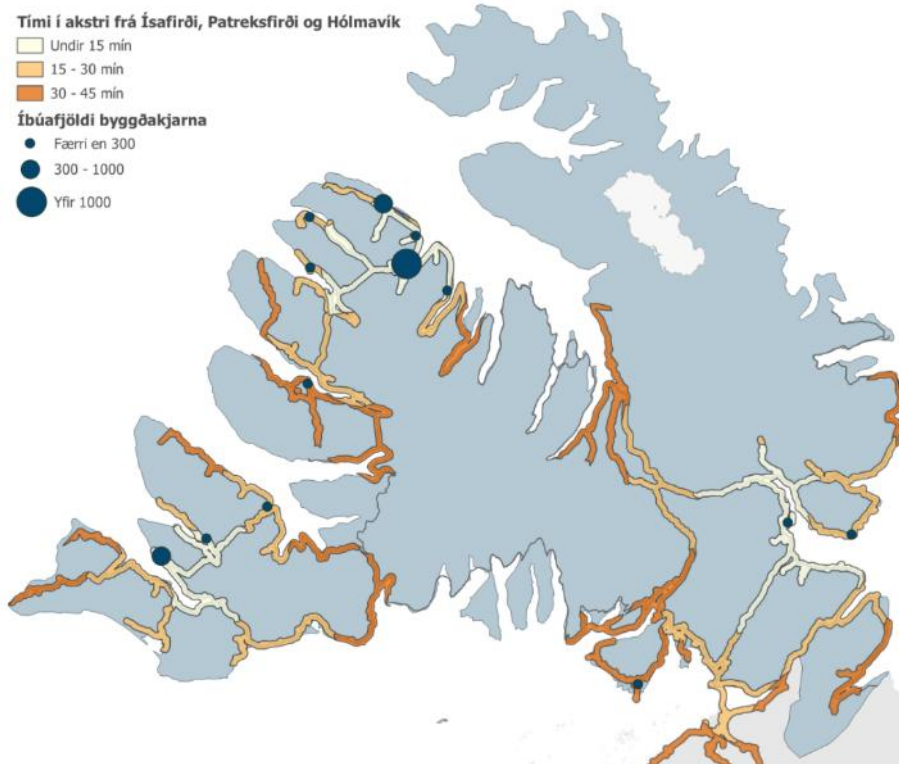 Tími í akstri frá Ísafirði, Patreksfirði og Hólmavík
Undir 15 mín
15 - 30 mín
30 - 45 mín
Íbúafjöldi byggðakjarna
Færri en 300
300 - 1000
Yfir 1000